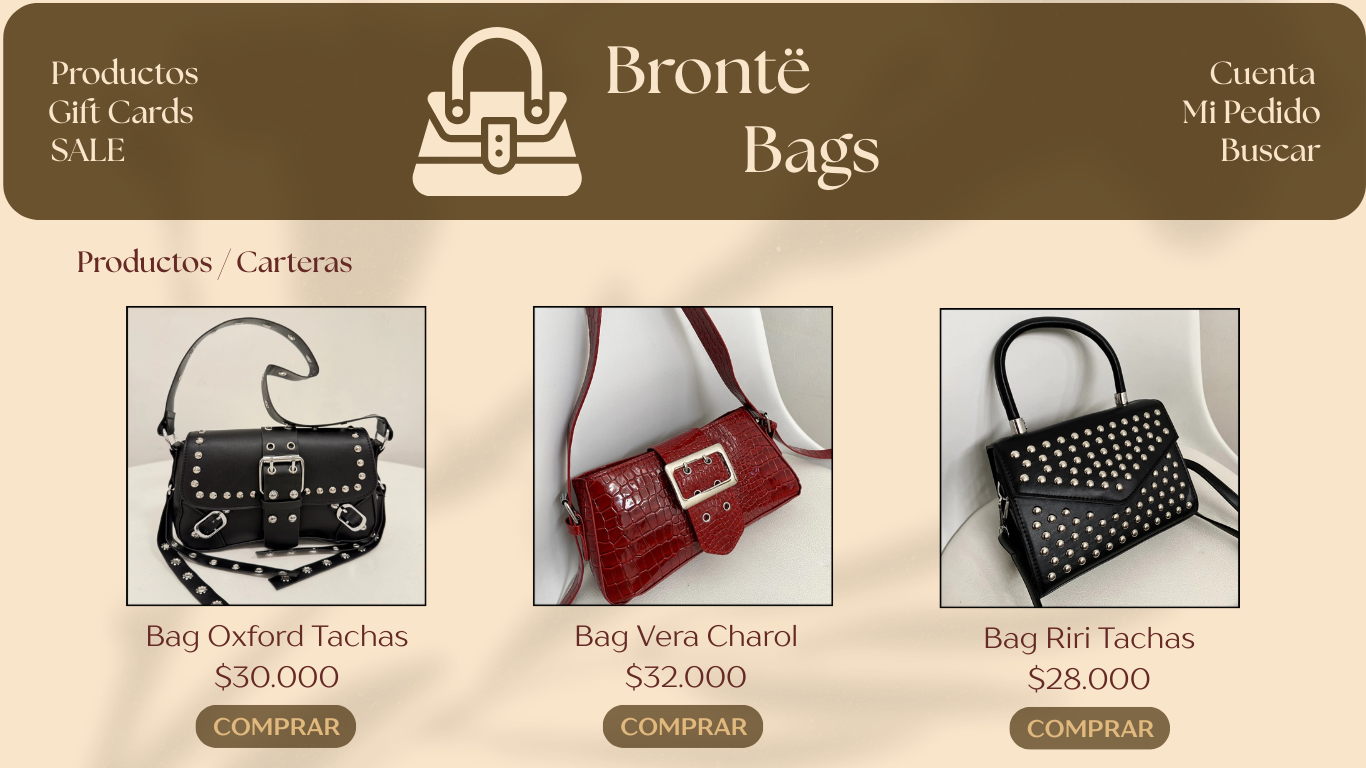 Productos
Gift Cards
SALE
Brontë
Bags
Cuenta
Mi Pedido
Buscar
Productos / Carteras
Bag Oxford Tachas
$30.000
COMPRAR
Bag Vera Charol
$32.000
COMPRAR
Bag Riri Tachas
$28.000
COMPRAR